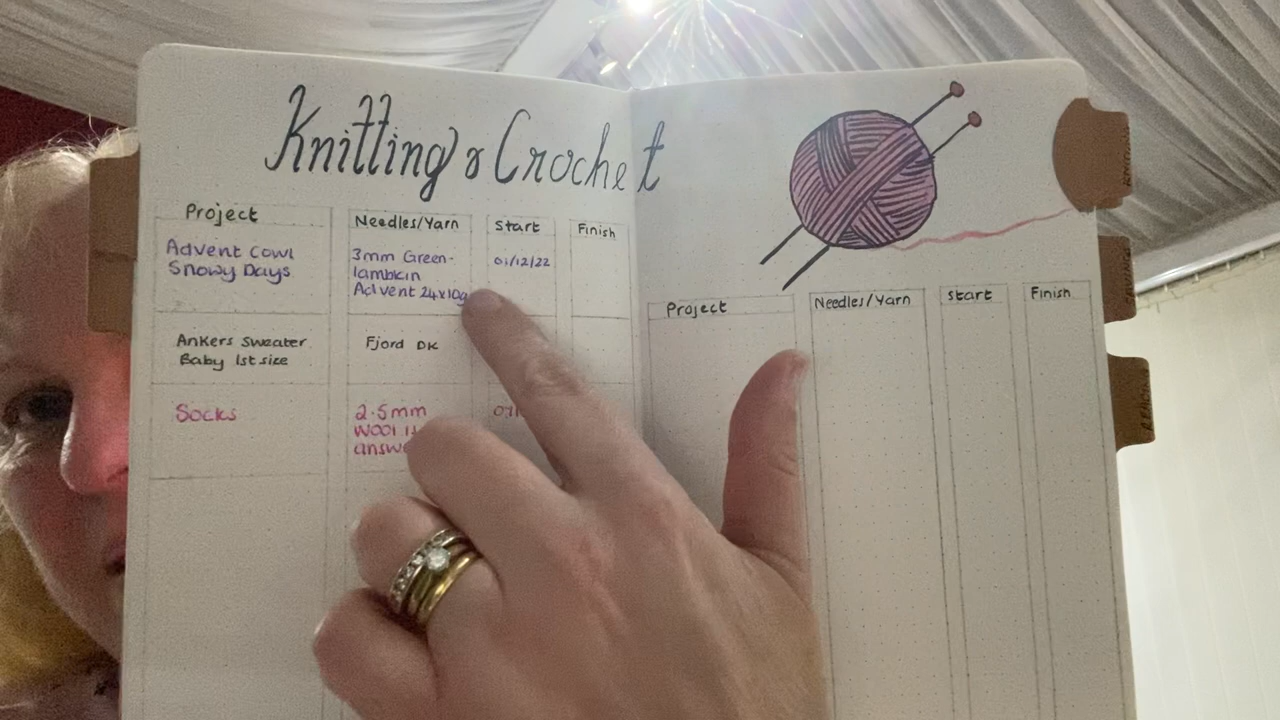 Knitting & Crochet
Project
Needles/Yarn
Start
Finish
Advent Cowl
Snowy Days
3mm Green-
lambkin
Advent 24x10g
01/12/22
Ankers Sweater
Baby 1st size
Fjord DK
Socks
2.5mm
Wool
Project
Needles/Yarn
Start
Finish